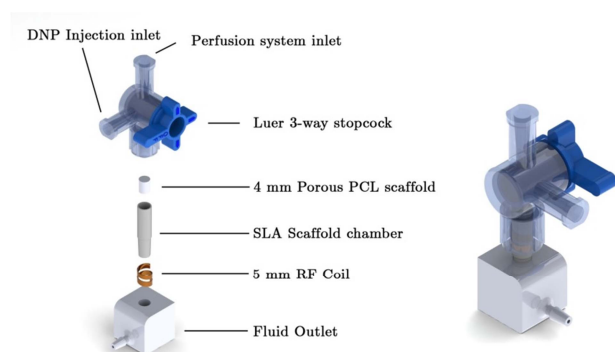 DNP Injection inlet
Perfusion system inlet
Luer 3-way stopcock
4 mm Porous PCL scaffold
SLA Scaffold chamber
5 mm RF Coil
Fluid Outlet